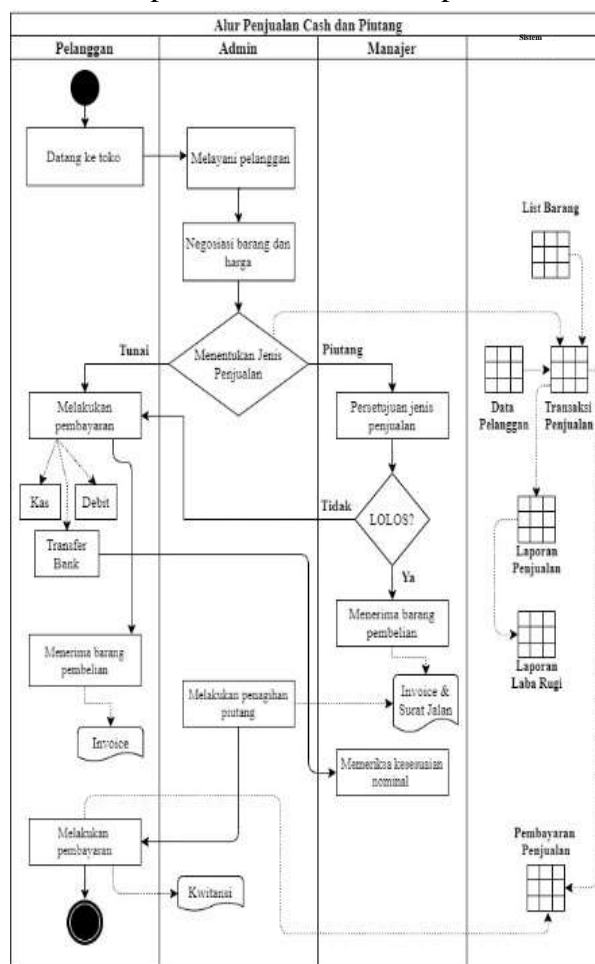 Alur Penjualan Cash dan Piutang
Pelanggan
Admin
Manajer
Sistem
Datang ke toko
Melayani pelanggan
Negosiasi barang dan
harga
List Barang
Tunai
Menentukan Jenis
Penjualan
Piutang
Melakukan
pembayaran
Persetujuan jenis
penjualan
Data
Pelanggan
Transaksi
Penjualan
Kas
Debit
Tidak
LOLOS?
Transfer
Bank
Ya
Laporan
Penjualan
Menerima barang
pembelian
Menerima barang
pembelian
Laporan
Laba Rugi
Melakukan penagihan
piutang
Invoice &
Surat Jalan
Invoice
Memeriksa kesesuaian
nominal
Melakukan
pembayaran
Pembayaran
Penjualan
Kwitansi